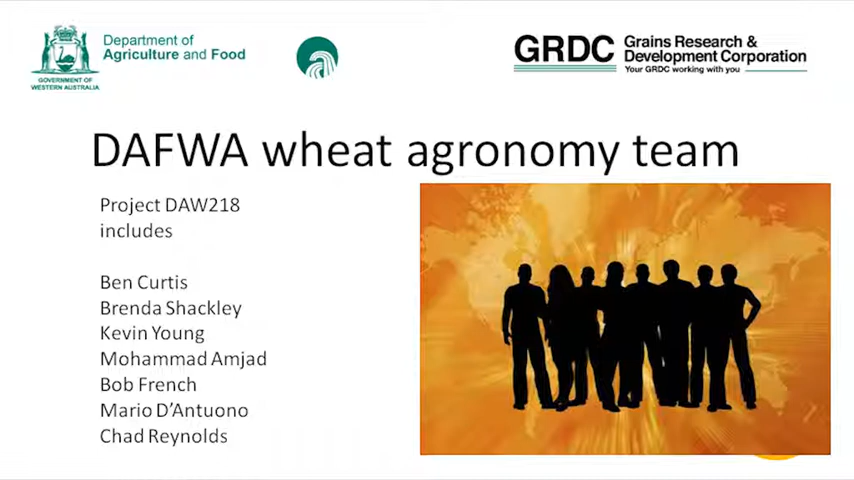 Department of
Agriculture and Food
GOVERNMENT OF
WESTERN AUSTRALIA
GRDC
Grains Research &
Development Corporation
Your GRDC working with you
DAFWA wheat agronomy team
Project DAW218
includes
Ben Curtis
Brenda Shackley
Kevin Young
Mohammad Amjad
Bob French
Mario D'Antuono
Chad Reynolds